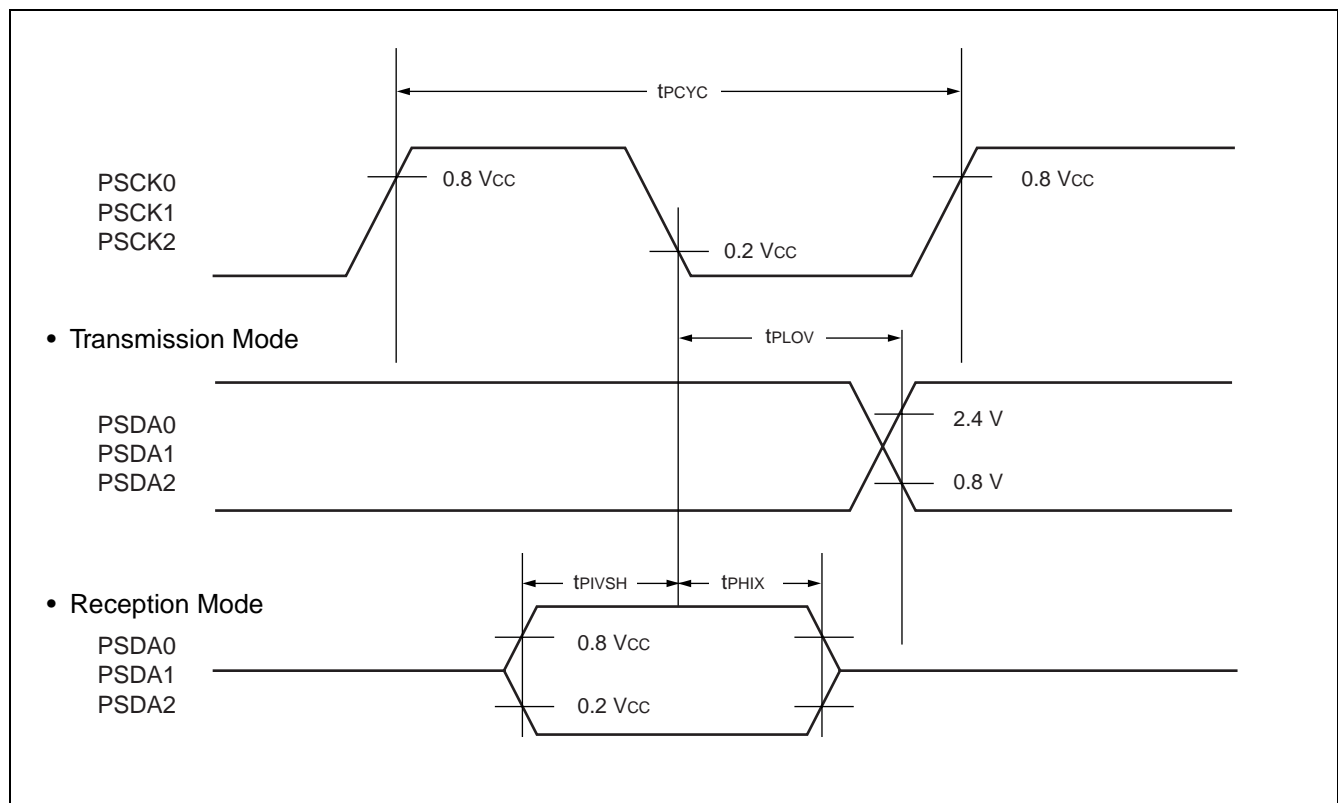 tPCYC
PSCK0
PSCK1
PSCK2
0.8 VCC
0.8 VCC
0.2 VCC
• Transmission Mode
tPLOV
PSDA0
PSDA1
PSDA2
2.4 V
0.8 V
tPIVSH
tPHIX
• Reception Mode
PSDA0
PSDA1
PSDA2
0.8 VCC
0.2 VCC